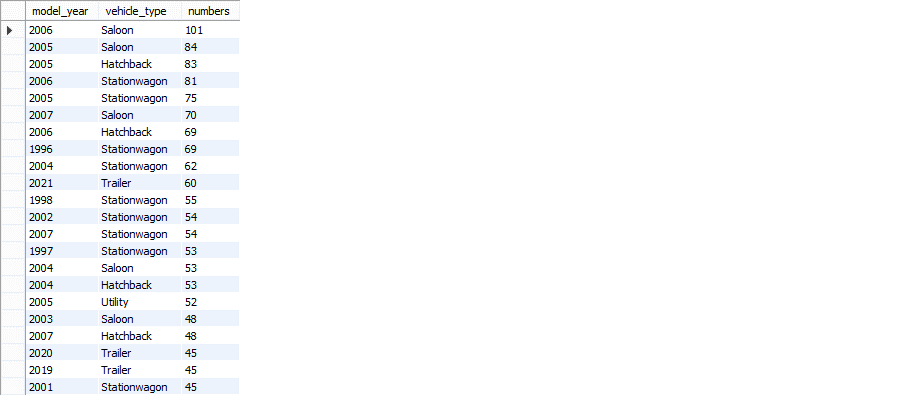 model_year vehicle_type numbers
2006 Saloon 101
2005 Saloon 84
2005 Hatchback 83
2006 Stationwagon 81
2005 Stationwagon 75
2007 Saloon 70
2006 Hatchback 69
1996 Stationwagon 69
2004 Stationwagon 62
2021 Trailer 60
1998 Stationwagon 55
2002 Stationwagon 54
2007 Stationwagon 54
1997 Stationwagon 53
2004 Saloon 53
2004 Hatchback 53
2005 Utility 52
2003 Saloon 48
2007 Hatchback 48
2020 Trailer 45
2019 Trailer 45
2001 Stationwagon 45